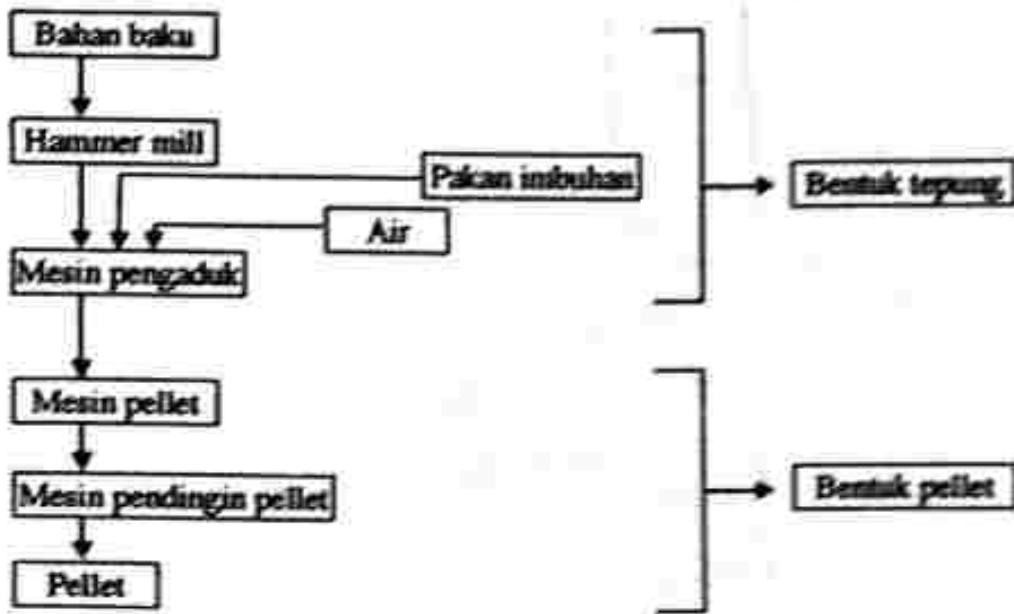 Bahan baku
Hammer mill
Pakan imbuhan
Bentuk tepung
Air
Mesin pengaduk
Mesin pellet
Mesin pendingin pellet
Bentuk pellet
Pellet